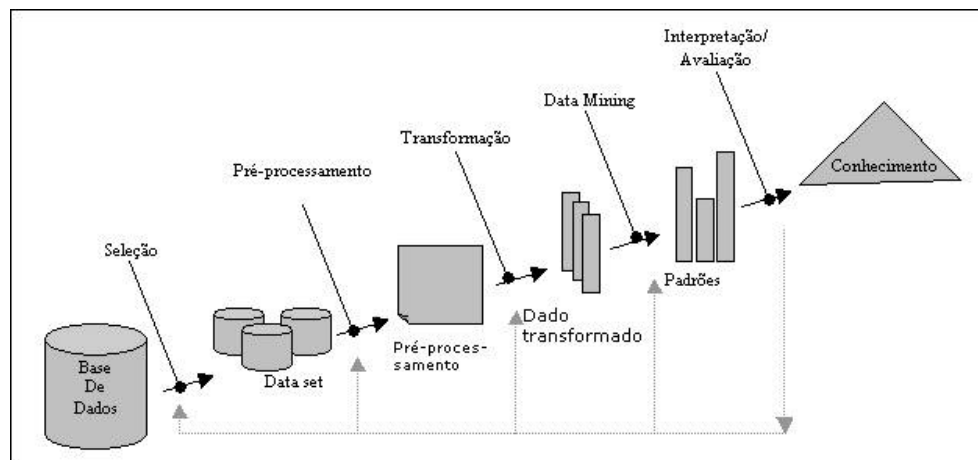 Interpretação/
Avaliação
Data Mining
Transformação
Conhecimento
Pré-processamento
Seleção
Padrões
Dado
transformado
Pré-proces-
samento
Data set
Base
De
Dados